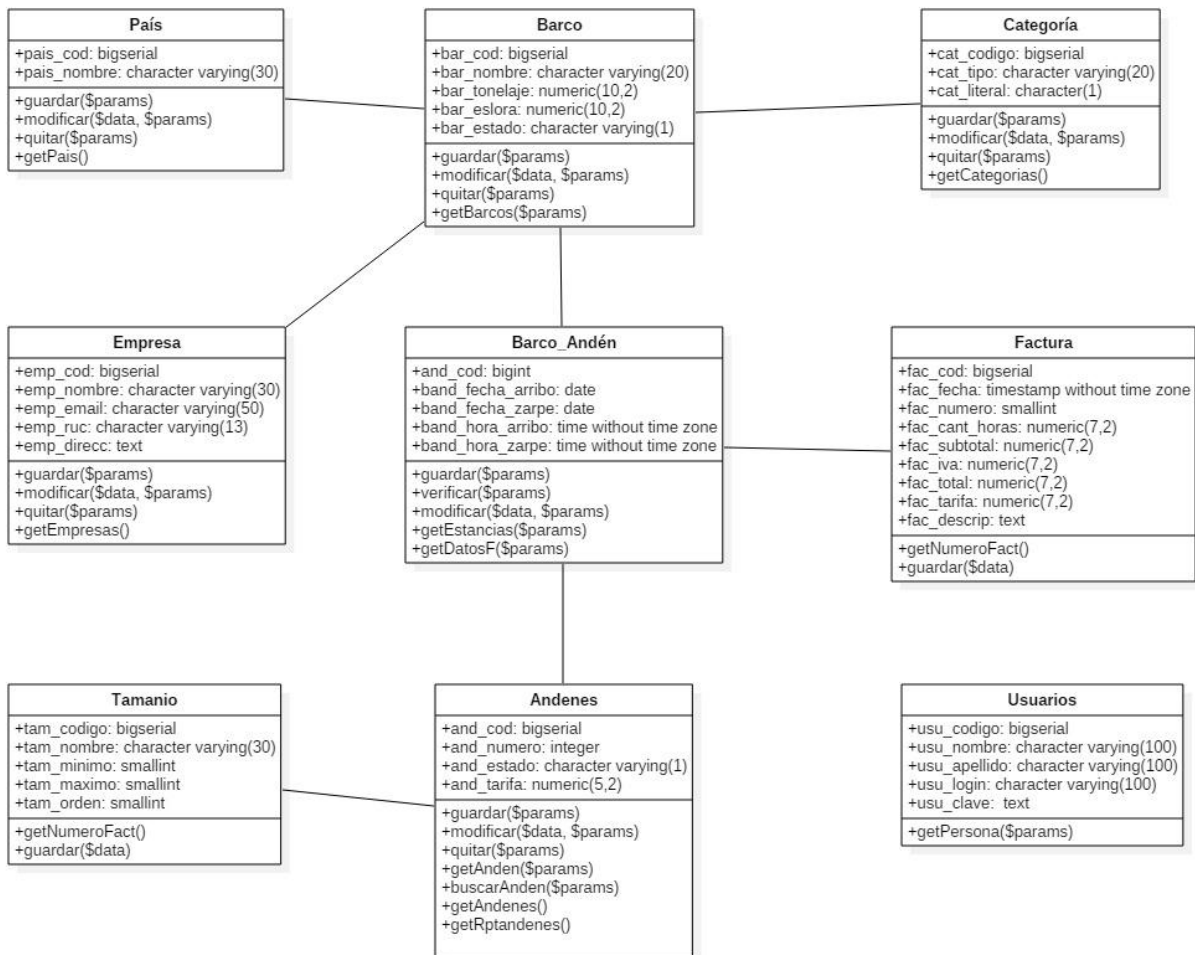 País
+pais_cod: bigserial
+pais_nombre: character varying(30)
+guardar($params)
+modificar($data, $params)
+quitar($params)
+getPais()
Barco
+bar_cod: bigserial
+bar_nombre: character varying(20)
+bar_tonelaje: numeric(10,2)
+bar_eslora: numeric(10,2)
+bar_estado: character varying(1)
+guardar($params)
+modificar($data, $params)
+quitar($params)
+getBarcos($params)
Categoría
+cat_codigo: bigserial
+cat_tipo: character varying(20)
+cat_literal: character(1)
+guardar($params)
+modificar($data, $params)
+quitar($params)
+getCategorias()
Empresa
+emp_cod: bigserial
+emp_nombre: character varying(30)
+emp_email: character varying(50)
+emp_ruc: character varying(13)
+emp_direcc: text
+guardar($params)
+modificar($data, $params)
+quitar($params)
+getEmpresas()
Barco_Andén
+and_cod: bigint
+band_fecha_arribo: date
+band_fecha_zarpe: date
+band_hora_arribo: time without time zone
+band_hora_zarpe: time without time zone
+guardar($params)
+verificar($params)
+modificar($data, $params)
+getEstancias($params)
+getDatosF($params)
Factura
+fac_cod: bigserial
+fac_fecha: timestamp without time zone
+fac_numero: smallint
+fac_cant_horas: numeric(7,2)
+fac_subtotal: numeric(7,2)
+fac_iva: numeric(7,2)
+fac_total: numeric(7,2)
+fac_tarifa: numeric(7,2)
+fac_descrip: text
+getNumeroFact()
+guardar($data)
Tamanio
+tam_codigo: bigserial
+tam_nombre: character varying(30)
+tam_minimo: smallint
+tam_maximo: smallint
+tam_orden: smallint
+getNumeroFact()
+guardar($data)
Andenes
+and_cod: bigserial
+and_numero: integer
+and_estado: character varying(1)
+and_tarifa: numeric(5,2)
+guardar($params)
+modificar($data, $params)
+quitar($params)
+getAnden($params)
+buscarAnden($params)
+getAndenes()
+getRptandenes()
Usuarios
+usu_codigo: bigserial
+usu_nombre: character varying(100)
+usu_apellido: character varying(100)
+usu_login: character varying(100)
+usu_clave: text
+getPersona($params)